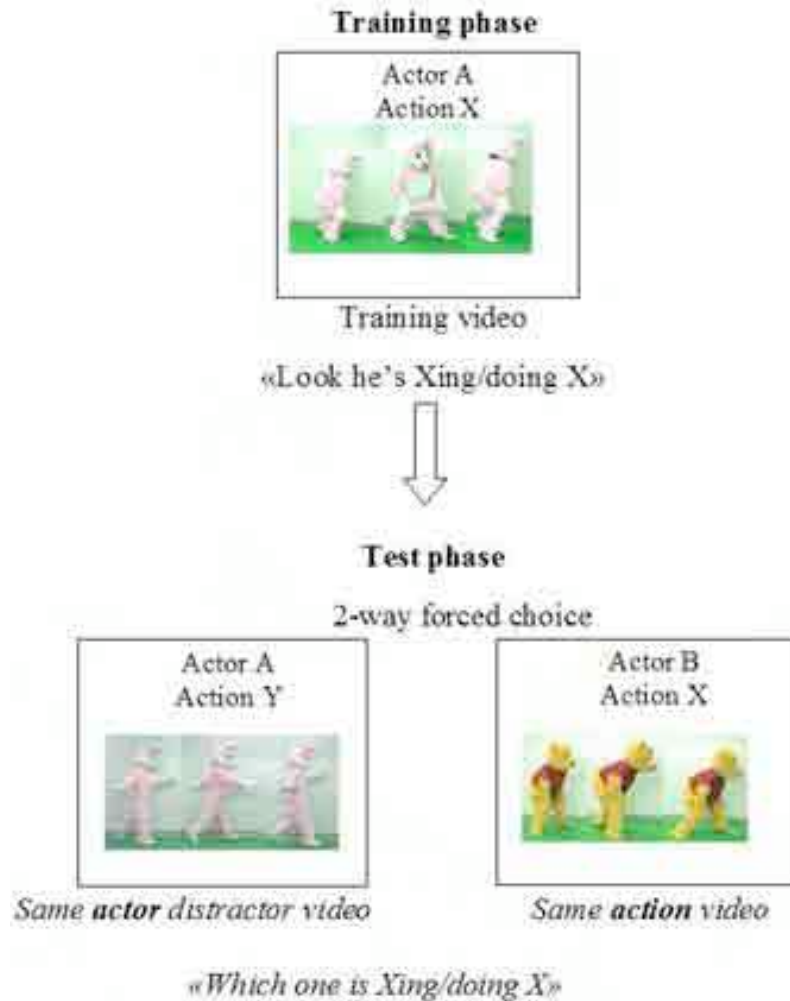 Training phase
Actor A
Action X
Training video
«Look he's Xing/doing X»
Test phase
2-way forced choice
Actor A
Action Y
Actor B
Action X
Same actor distractor video
Same action video
«Which one is Xing/doing X»